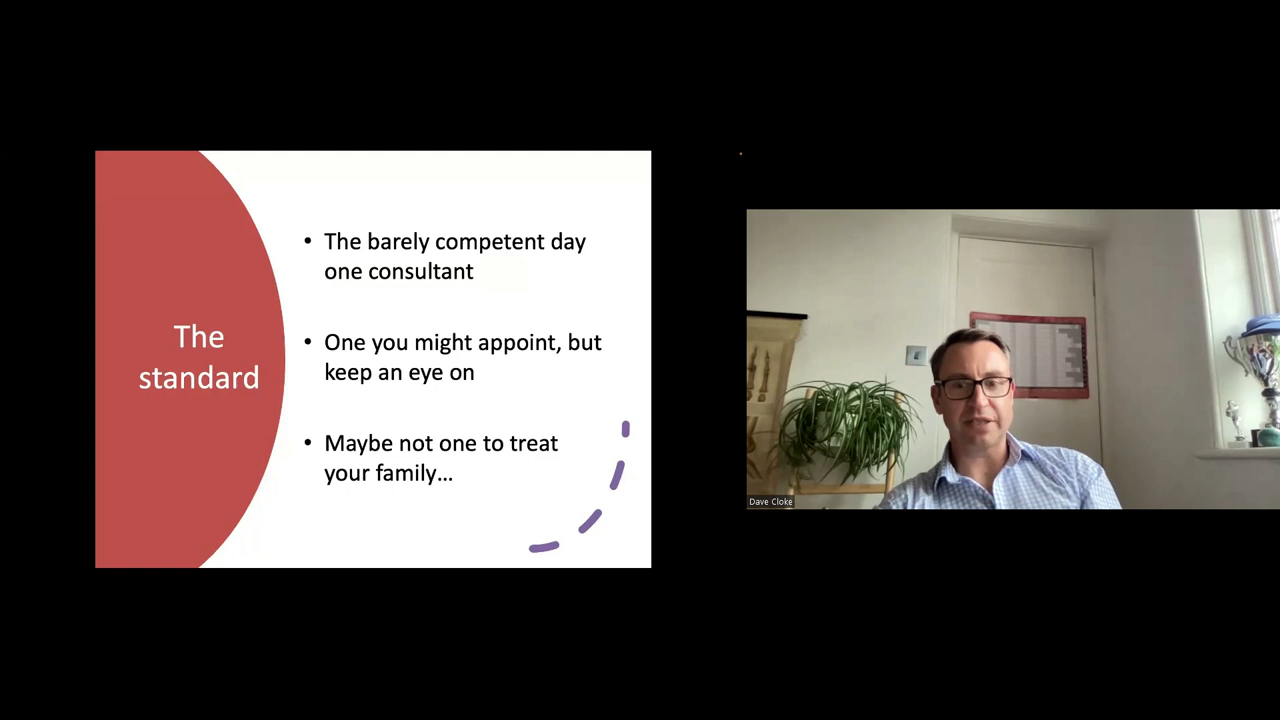 The
standard
• The barely competent day
one consultant
• One you might appoint, but
keep an eye on
• Maybe not one to treat
your family…
Dave Cloke